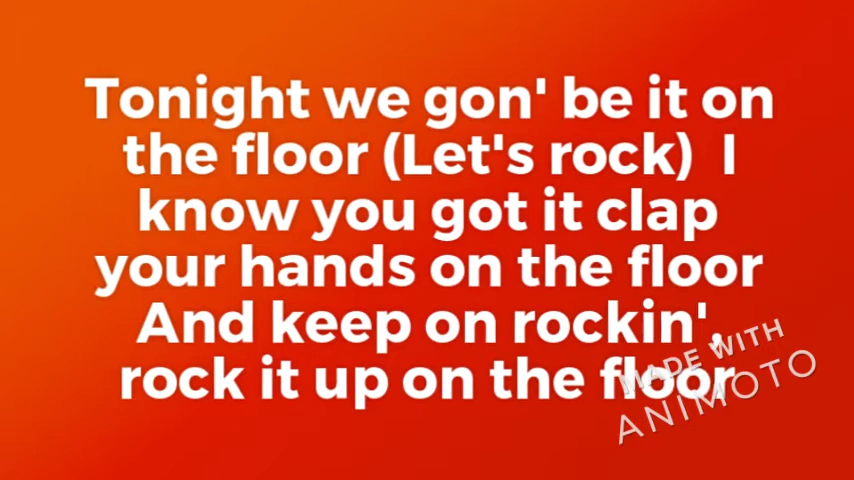 Tonight we gon' be it on
the floor (Let's rock) I
know you got it clap
your hands on the floor
And keep on rockin',
rock it up on the floor
MADE WITH
ANIMOTO